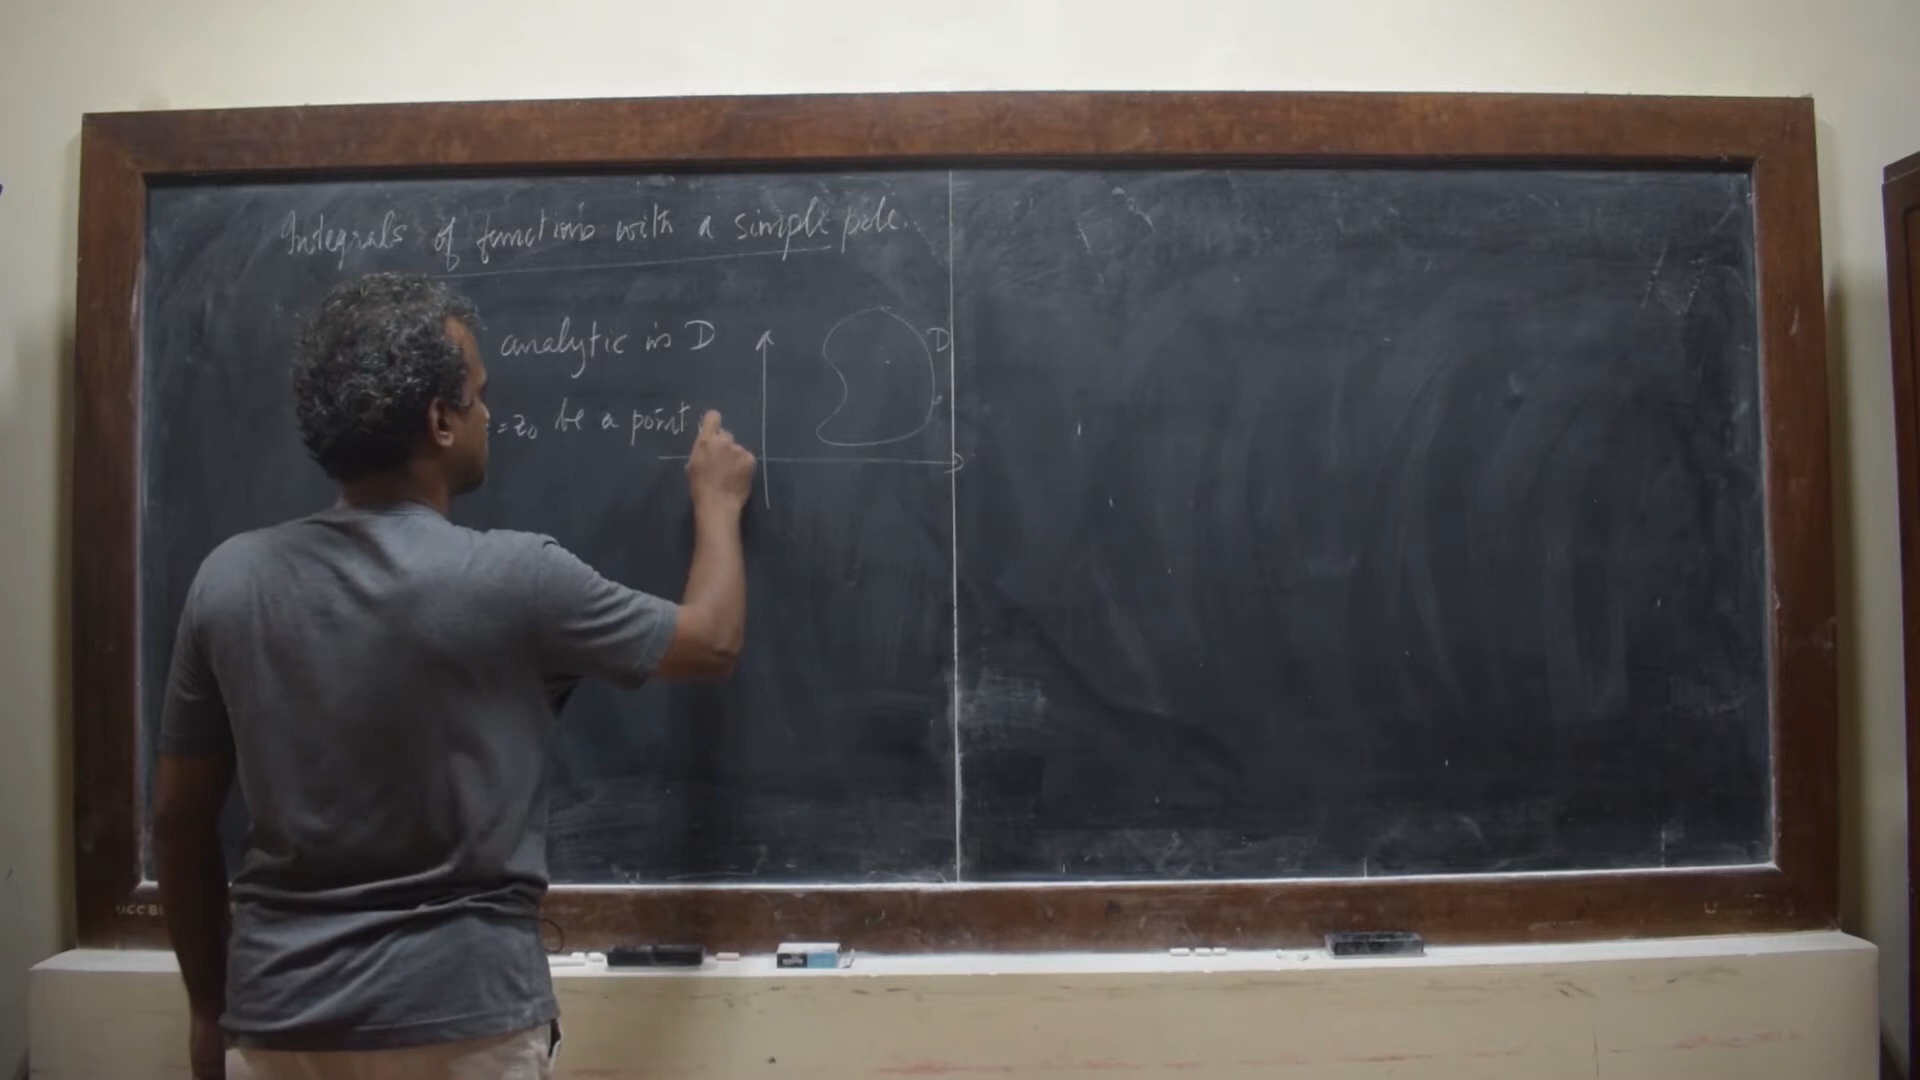 Integrals of functions with a simple pole.
analytic in D
D
= z₀ be a point